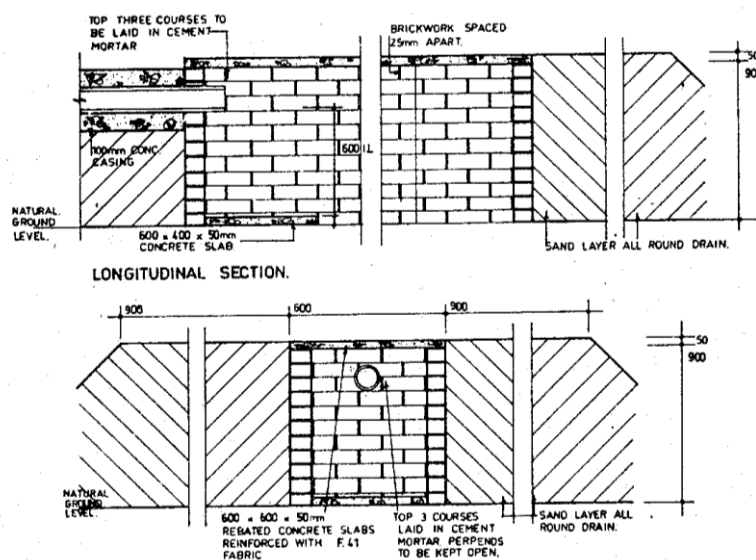 TOP THREE COURSES TO
BE LAID IN CEMENT
MORTAR
BRICKWORK SPACED
25mm APART.
50
90
100mm CONC.
CASING
600 I.L
NATURAL
GROUND
LEVEL.
600 x 400 x 50mm
CONCRETE SLAB
SAND LAYER ALL ROUND DRAIN.
LONGITUDINAL SECTION.
900
600
900
50
900
NATURAL
GROUND
LEVEL.
600 x 600 x 50mm
REBATED CONCRETE SLABS
REINFORCED WITH F.41
FABRIC
TOP 3 COURSES
LAID IN CEMENT
MORTAR PERPENDS
TO BE KEPT OPEN.
SAND LAYER ALL
ROUND DRAIN.